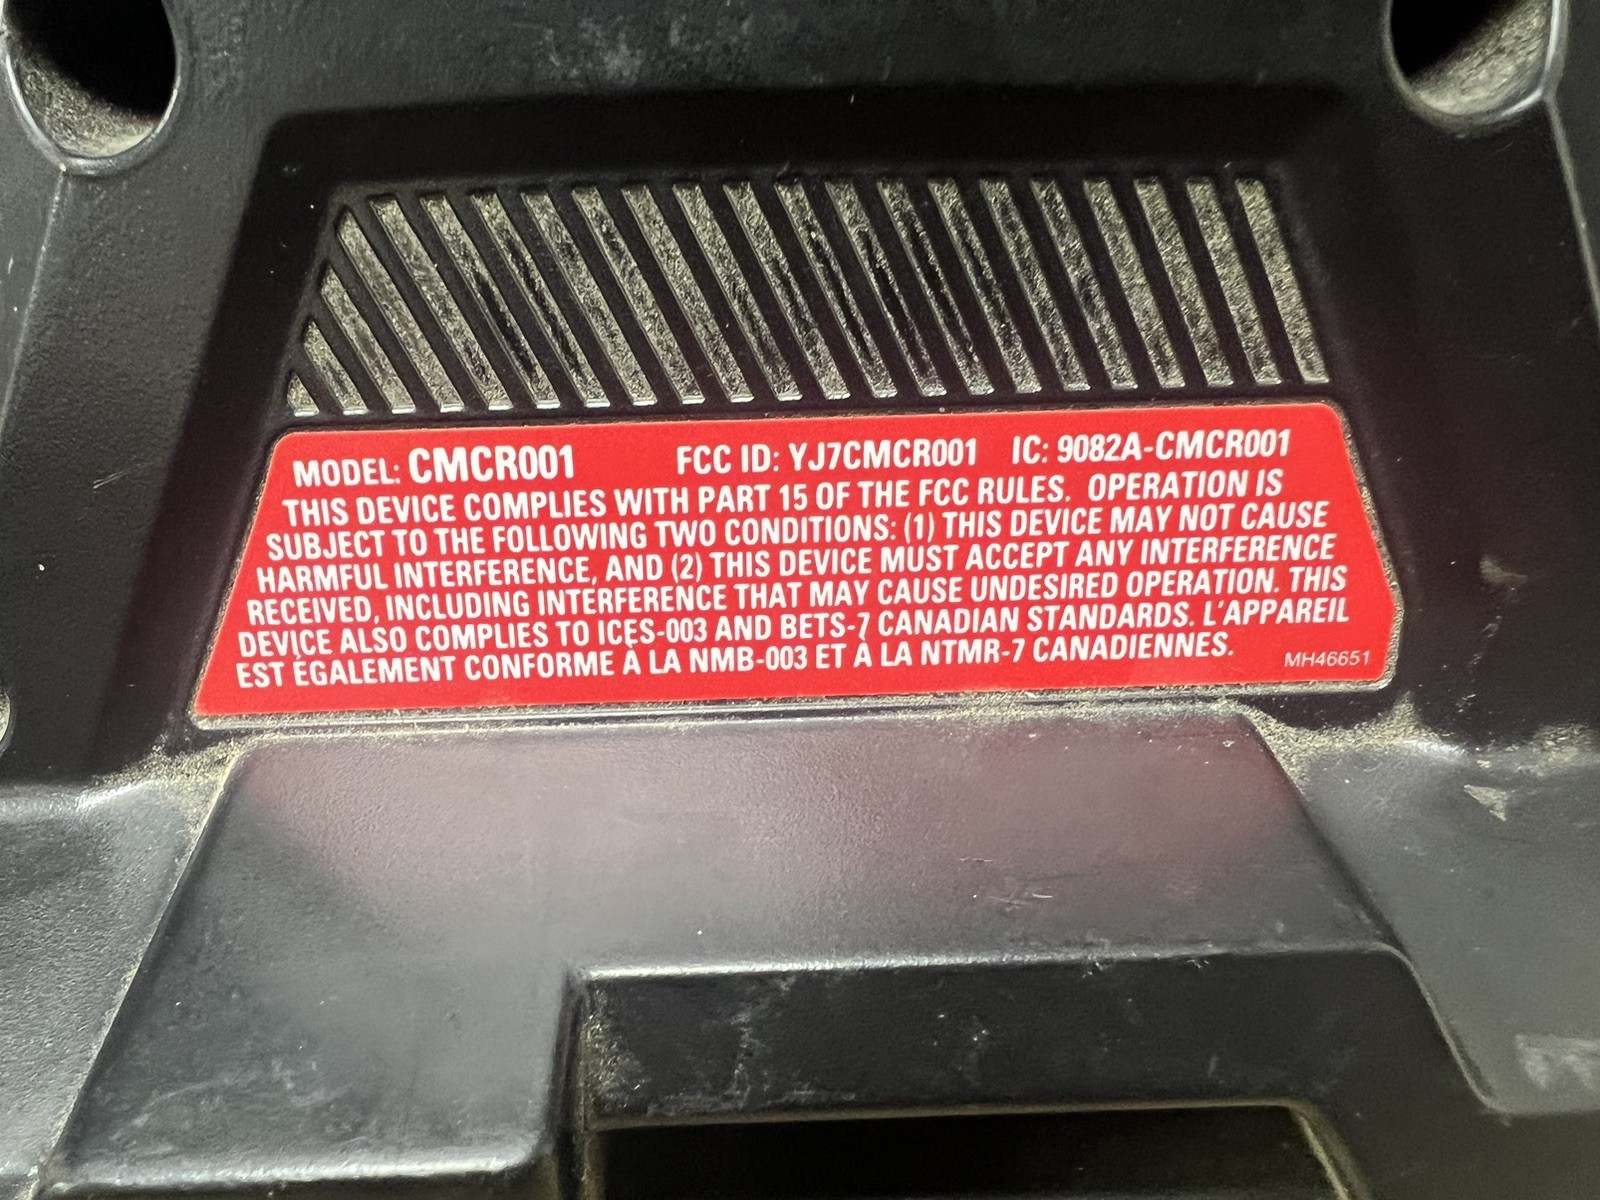 MODEL: CMCR001 FCC ID: YJ7CMCR001 IC: 9082A-CMCR001
THIS DEVICE COMPLIES WITH PART 15 OF THE FCC RULES. OPERATION IS
SUBJECT TO THE FOLLOWING TWO CONDITIONS: (1) THIS DEVICE MAY NOT CAUSE
HARMFUL INTERFERENCE, AND (2) THIS DEVICE MUST ACCEPT ANY INTERFERENCE
RECEIVED, INCLUDING INTERFERENCE THAT MAY CAUSE UNDESIRED OPERATION. THIS
DEVICE ALSO COMPLIES TO ICES-003 AND BETS-7 CANADIAN STANDARDS. L'APPAREIL
EST ÉGALEMENT CONFORME À LA NMB-003 ET À LA NTMR-7 CANADIENNES.
MH46651